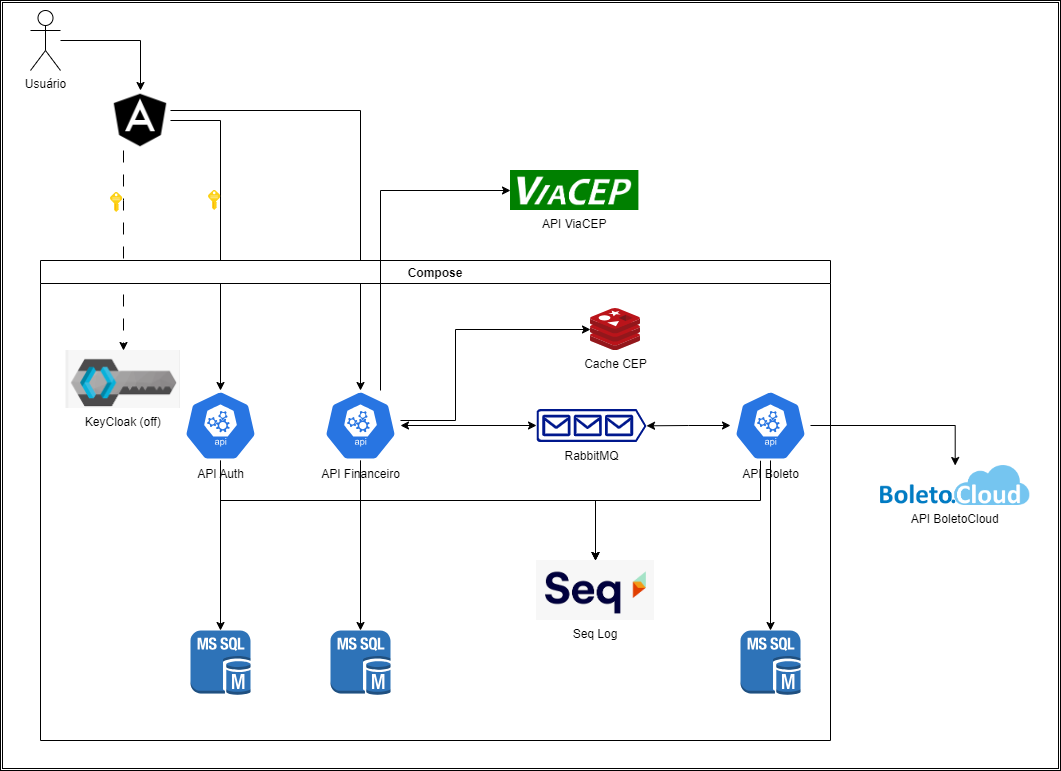 Usuário
A
VIACEP
API ViaCEP
Compose
Cache CEP
KeyCloak (off)
api
API Auth
api
API Financeiro
RabbitMQ
api
API Boleto
Boleto.Cloud
API BoletoCloud
Seq
Seq Log
MS SQL
M
MS SQL
M
MS SQL
M